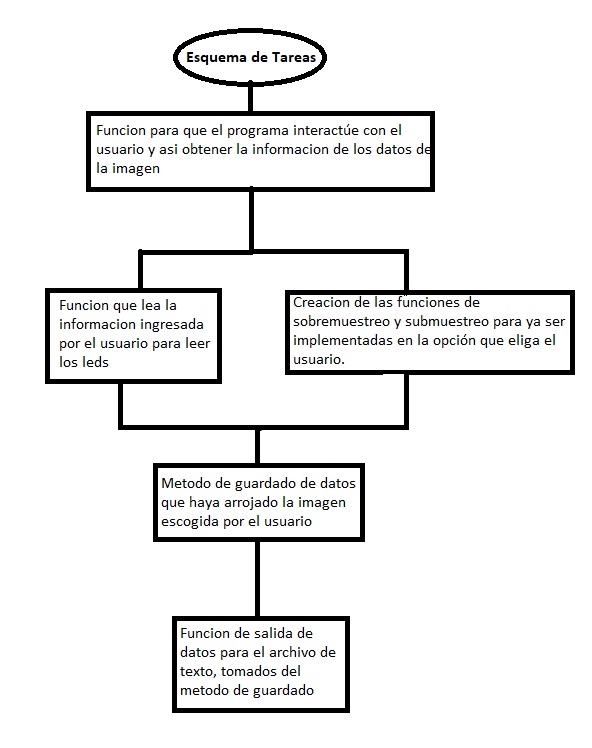 Esquema de Tareas
Funcion para que el programa interactúe con el
usuario y asi obtener la informacion de los datos de
la imagen
Funcion que lea la
informacion ingresada
por el usuario para leer
los leds
Creacion de las funciones de
sobremuestreo y submuestreo para ya ser
implementadas en la opción que eliga el
usuario.
Metodo de guardado de datos
que haya arrojado la imagen
escogida por el usuario
Funcion de salida de
datos para el archivo de
texto, tomados del
metodo de guardado